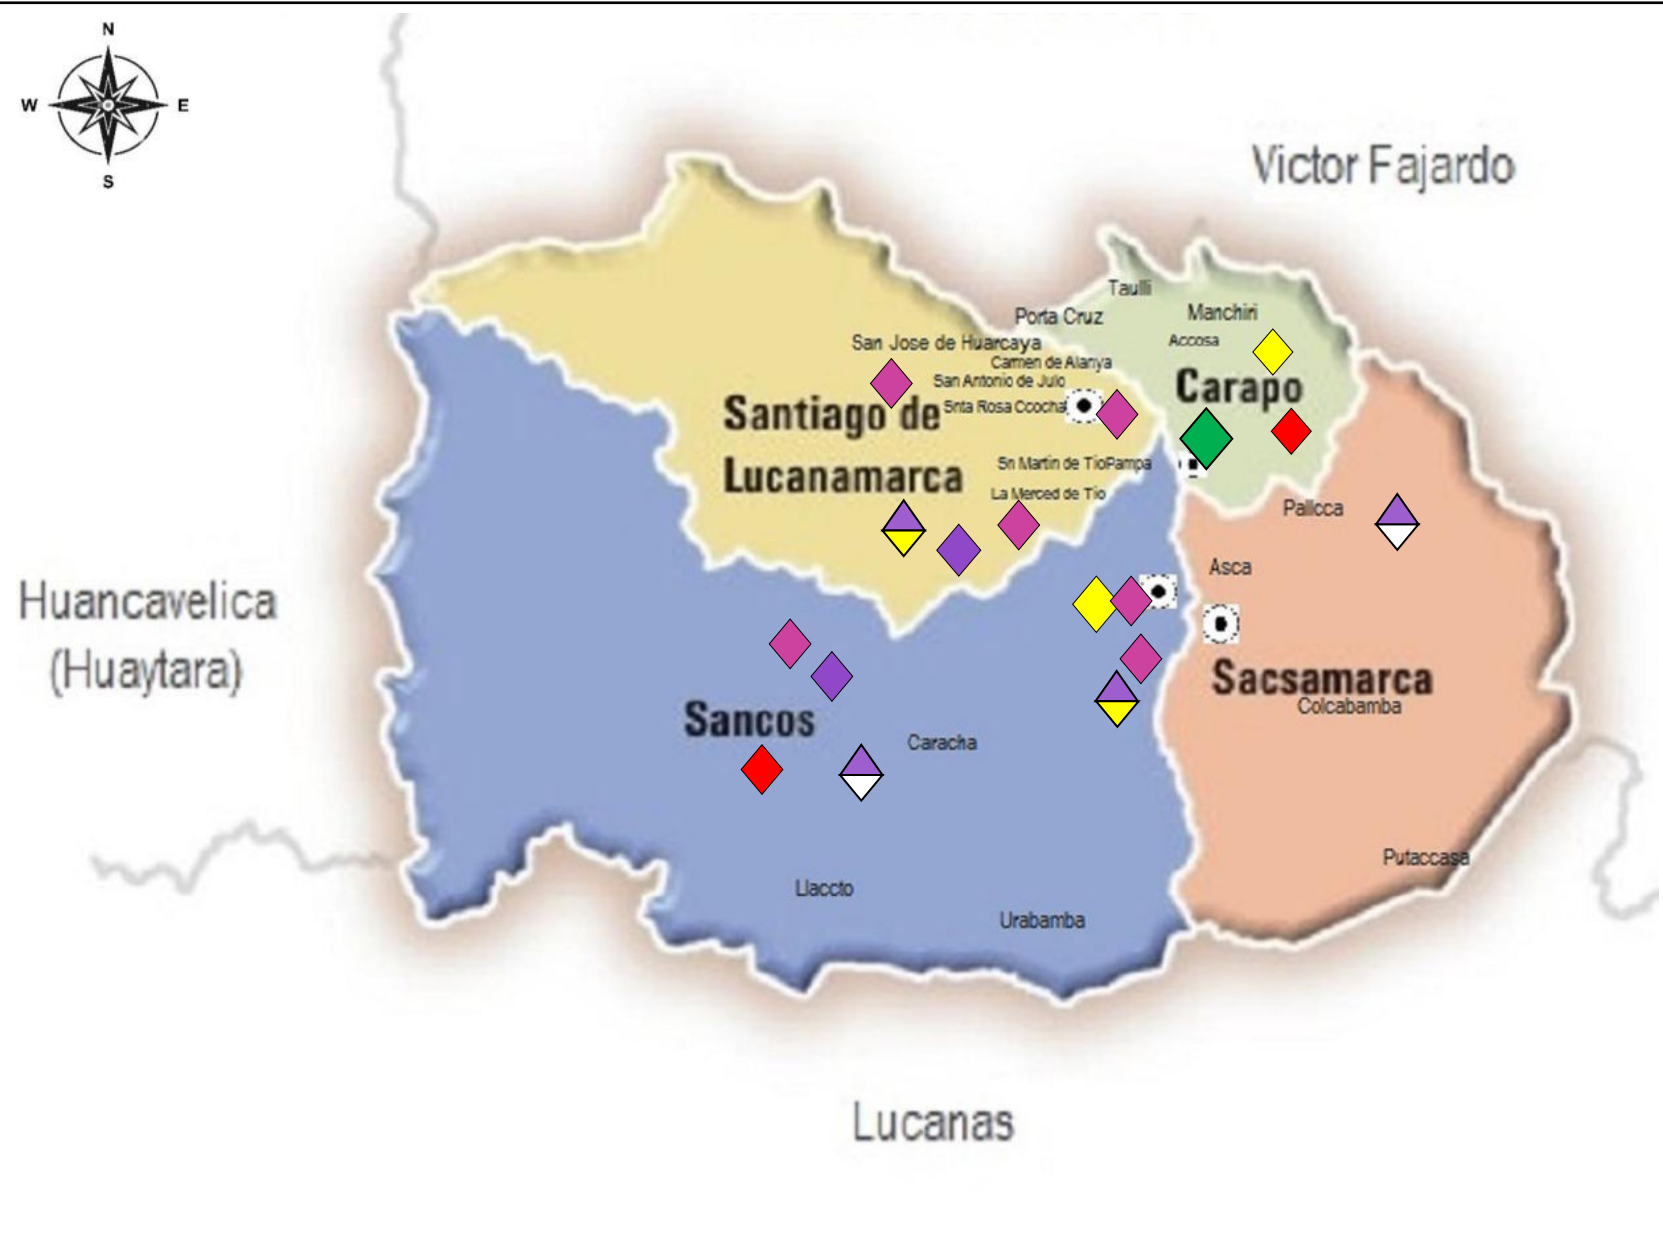 N
W E
S
Victor Fajardo
Taulli
Porta Cruz
Manchiri
San Jose de Huarcaya
Accosa
Carmen de Alanya
San Antonio de Julo
Carapo
Santiago de
Snta Rosa Ccocha
Lucanamarca
Sn Martin de TioPampa
La Merced de Tio
Palicca
Asca
Huancavelica
(Huaytara)
Sacsamarca
Colcabamba
Sancos
Caracha
Putaccasa
Llaccto
Urabamba
Lucanas